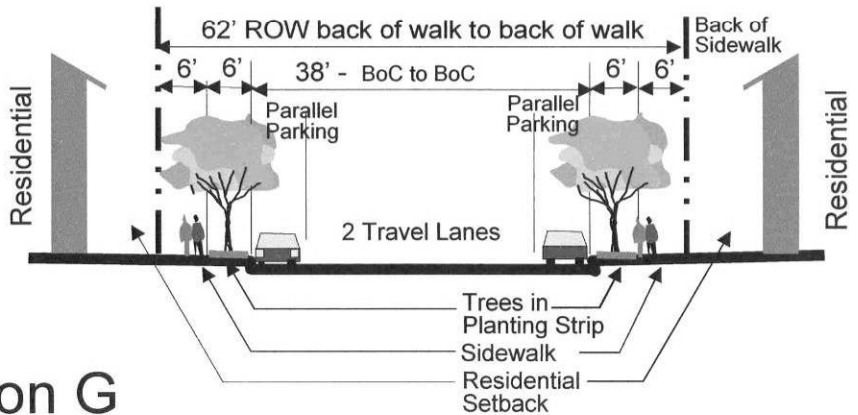 62' ROW back of walk to back of walk
Back of
Sidewalk
6' 6' 38' - BoC to BoC 6' 6'
Parallel
Parking
Parallel
Parking
Residential
Residential
2 Travel Lanes
Trees in
Planting Strip
Sidewalk
Residential
Setback
on G